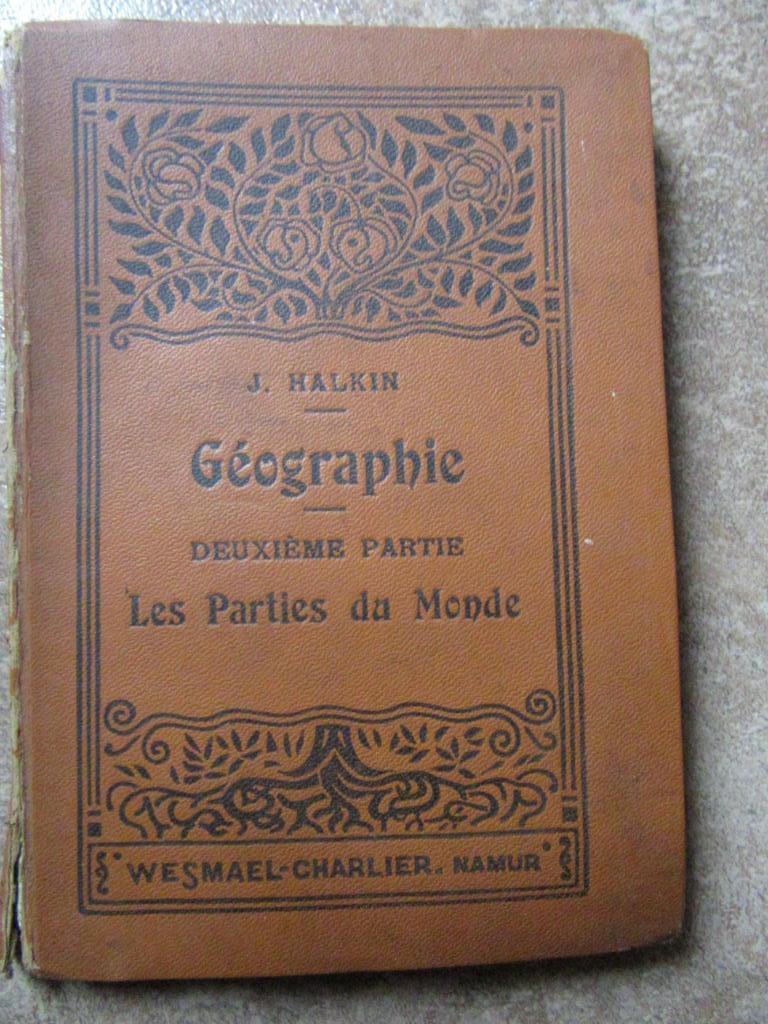 J. HALKIN
Géographie
DEUXIÈME PARTIE
Les Parties du Monde
WESMAEL-CHARLIER. NAMUR